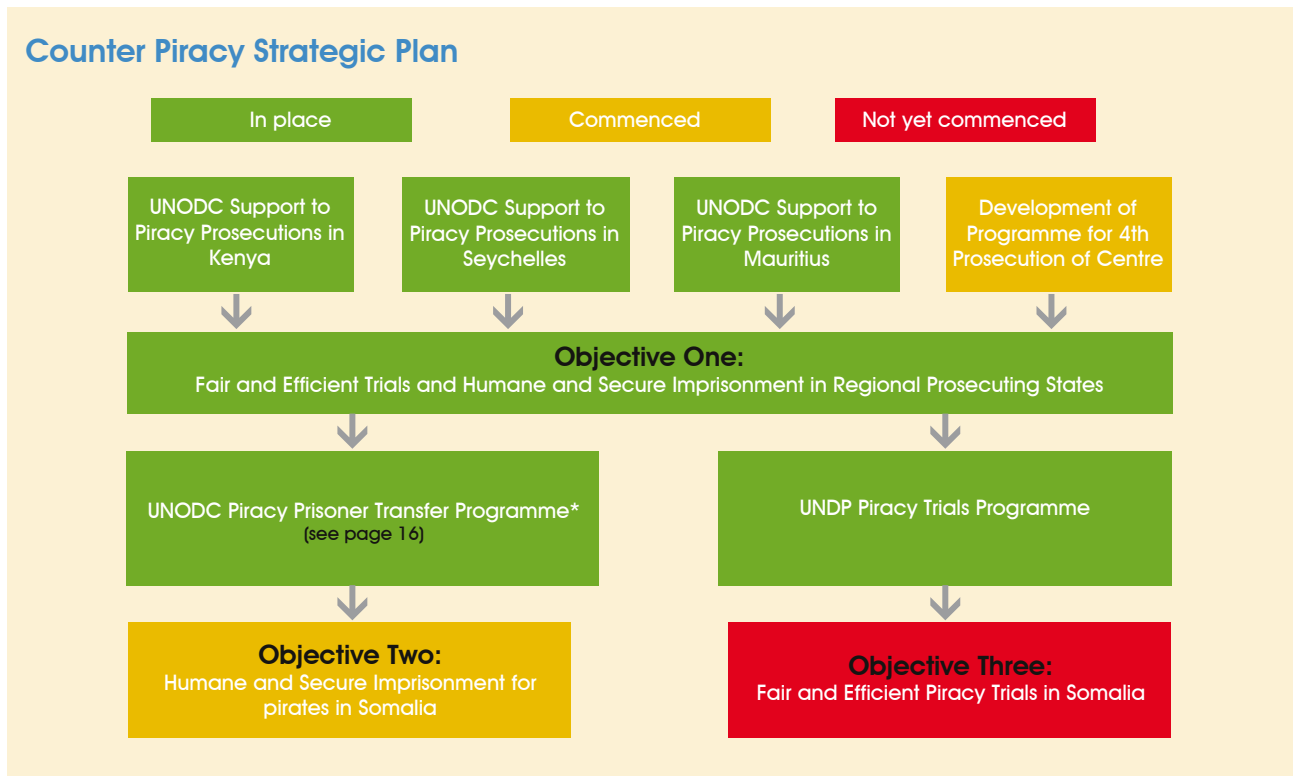 Counter Piracy Strategic Plan
In place
Commenced
Not yet commenced
UNODC Support to
Piracy Prosecutions in
Kenya
UNODC Support to
Piracy Prosecutions in
Seychelles
UNODC Support to
Piracy Prosecutions in
Mauritius
Development of
Programme for 4th
Prosecution of Centre
Objective One:
Fair and Efficient Trials and Humane and Secure Imprisonment in Regional Prosecuting States
UNODC Piracy Prisoner Transfer Programme*
(see page 16)
UNDP Piracy Trials Programme
Objective Two:
Humane and Secure Imprisonment for
pirates in Somalia
Objective Three:
Fair and Efficient Piracy Trials in Somalia